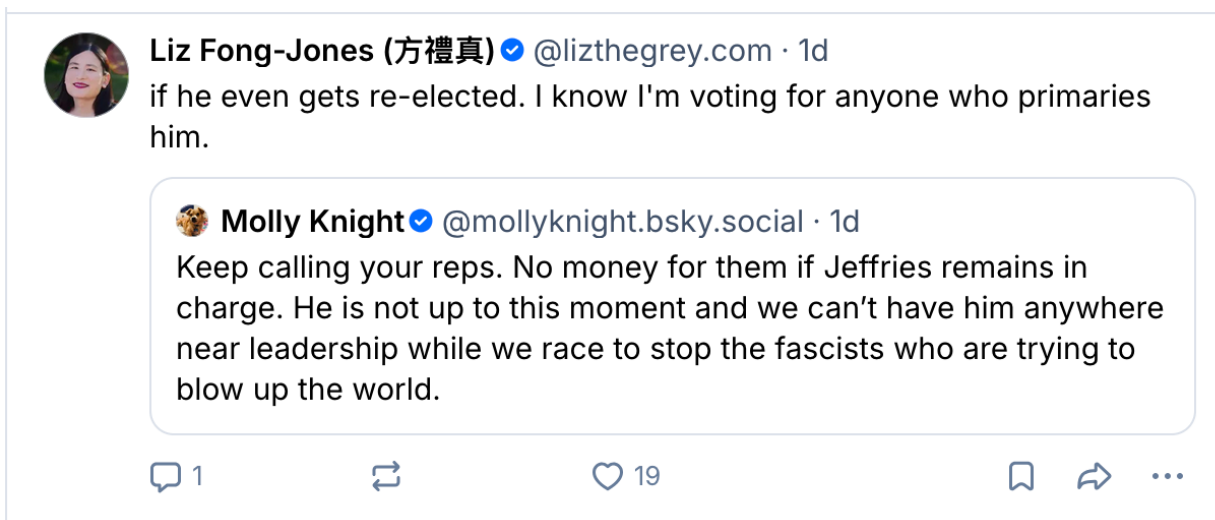 Liz Fong-Jones (方禮真) @lizthegrey.com · 1d
if he even gets re-elected. I know I'm voting for anyone who primaries
him.
Molly Knight @mollyknight.bsky.social · 1d
Keep calling your reps. No money for them if Jeffries remains in
charge. He is not up to this moment and we can’t have him anywhere
near leadership while we race to stop the fascists who are trying to
blow up the world.
1
19